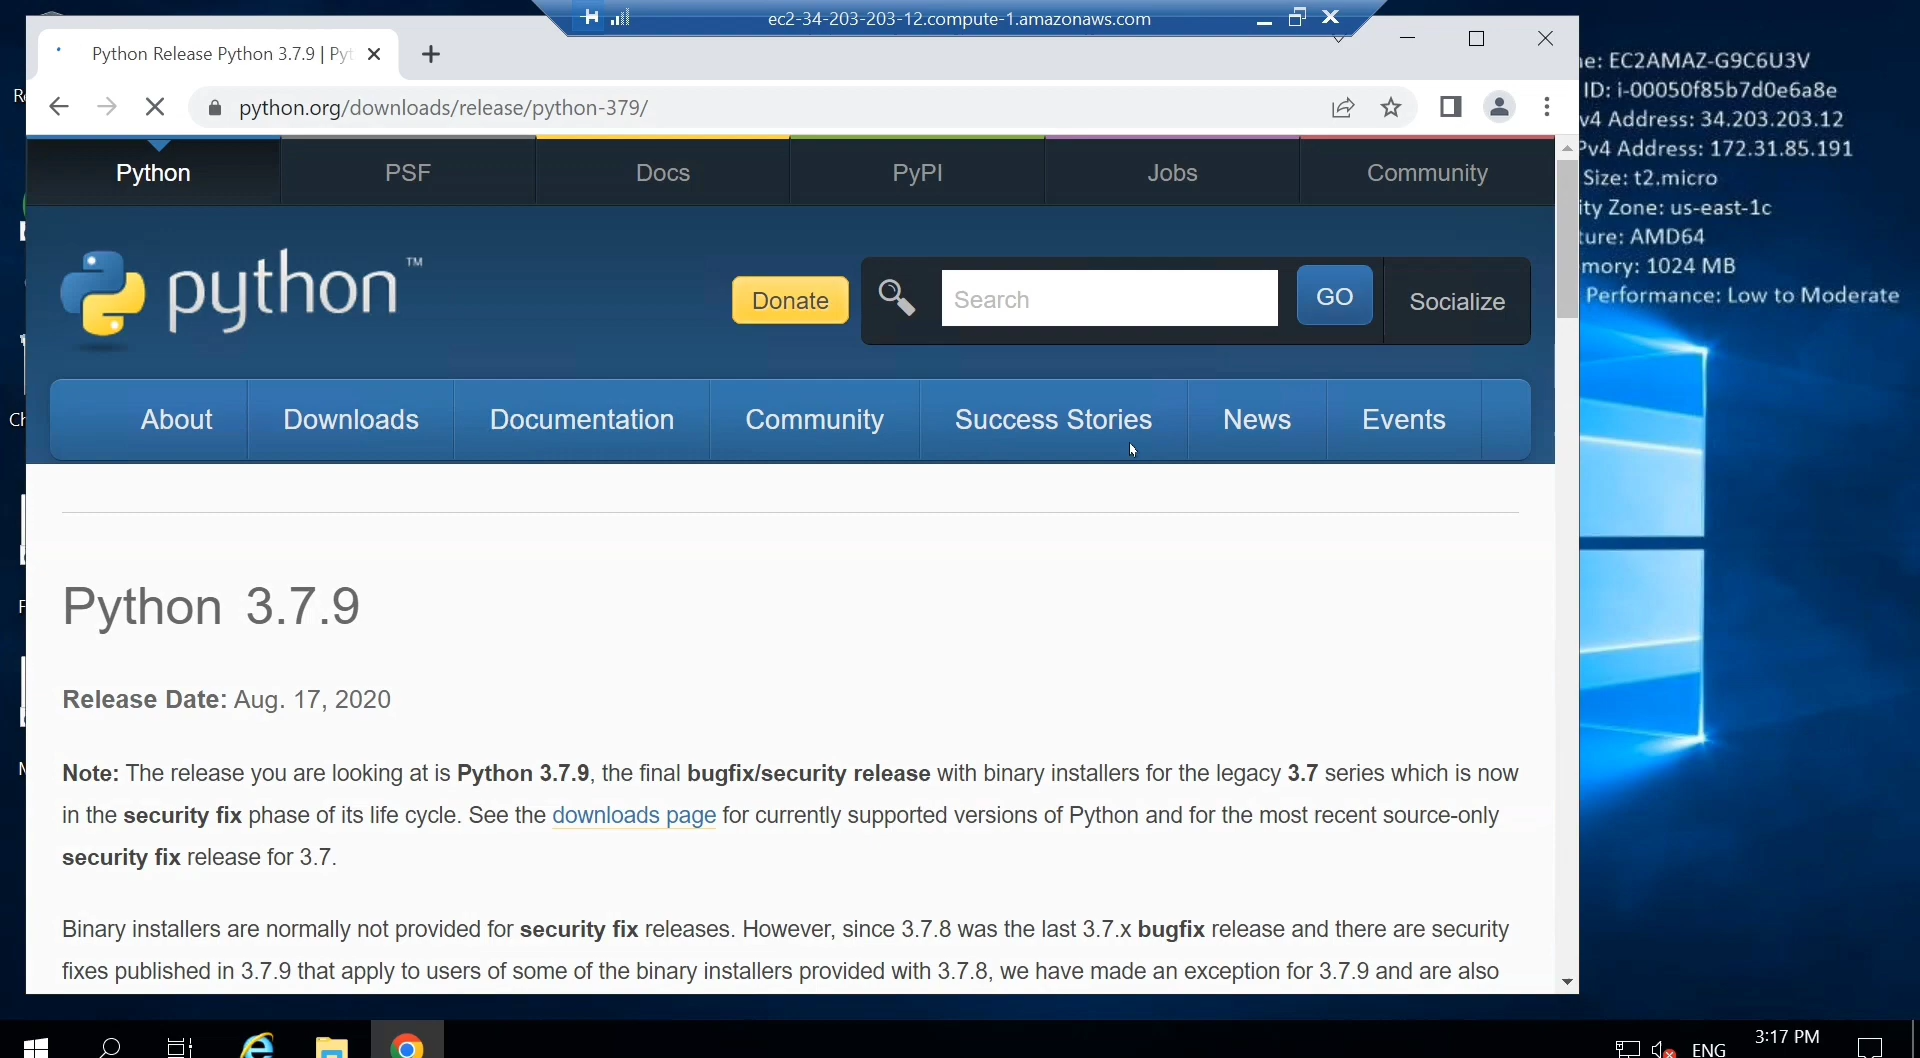 ec2-34-203-203-12.compute-1.amazonaws.com
Python Release Python 3.7.9 | Pyt
python.org/downloads/release/python-379/
Python
PSF
Docs
PyPI
Jobs
Community
python™
Donate
Search
GO
Socialize
About
Downloads
Documentation
Community
Success Stories
News
Events
Python 3.7.9
Release Date: Aug. 17, 2020
Note: The release you are looking at is Python 3.7.9, the final bugfix/security release with binary installers for the legacy 3.7 series which is now
in the security fix phase of its life cycle. See the downloads page for currently supported versions of Python and for the most recent source-only
security fix release for 3.7.
Binary installers are normally not provided for security fix releases. However, since 3.7.8 was the last 3.7.x bugfix release and there are security
fixes published in 3.7.9 that apply to users of some of the binary installers provided with 3.7.8, we have made an exception for 3.7.9 and are also
e: EC2AMAZ-G9C6U3V
ID: i-00050f85b7d0e6a8e
v4 Address: 34.203.203.12
v4 Address: 172.31.85.191
Size: t2.micro
ity Zone: us-east-1c
ture: AMD64
mory: 1024 MB
Performance: Low to Moderate
ENG
3:17 PM